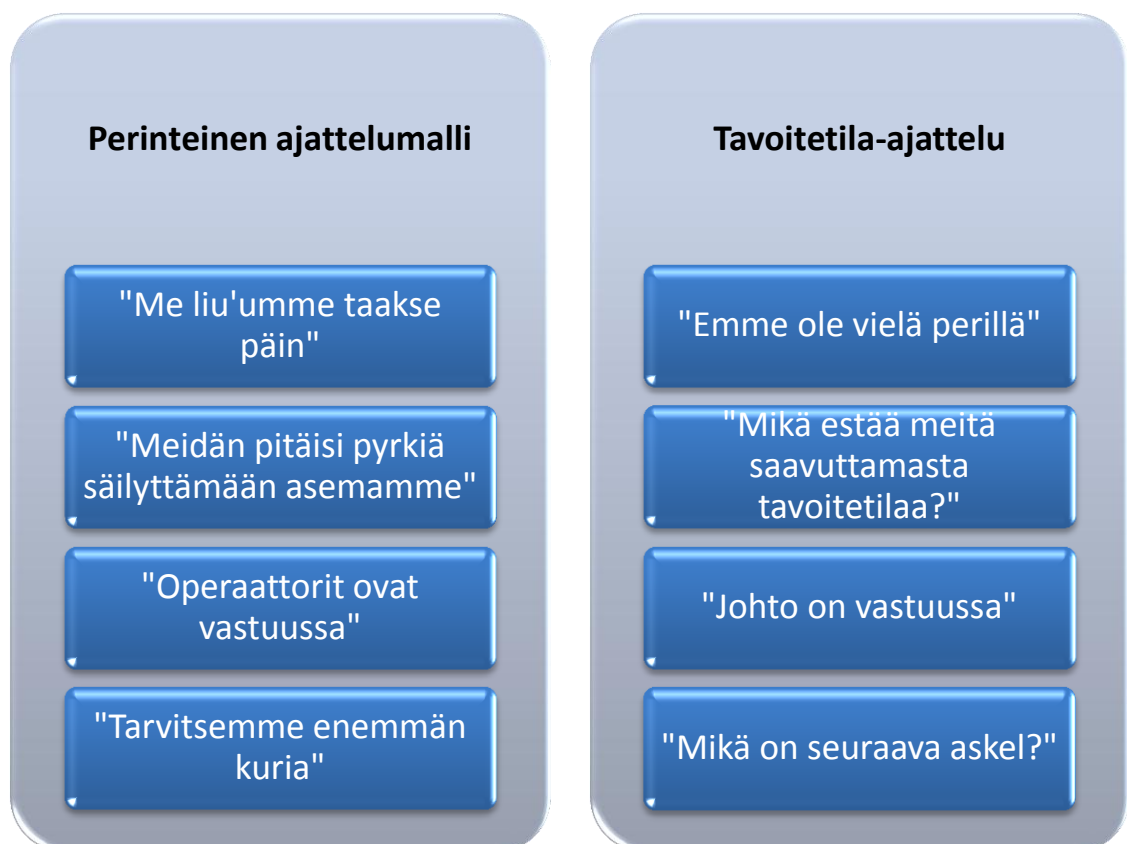 Perinteinen ajattelumalli
"Me liu'umme taakse
päin"
"Meidän pitäisi pyrkiä
säilyttämään asemamme"
"Operaattorit ovat
vastuussa"
"Tarvitsemme enemmän
kuria"
Tavoitetila-ajattelu
"Emme ole vielä perillä"
"Mikä estää meitä
saavuttamasta
tavoitetilaa?"
"Johto on vastuussa"
"Mikä on seuraava askel?"